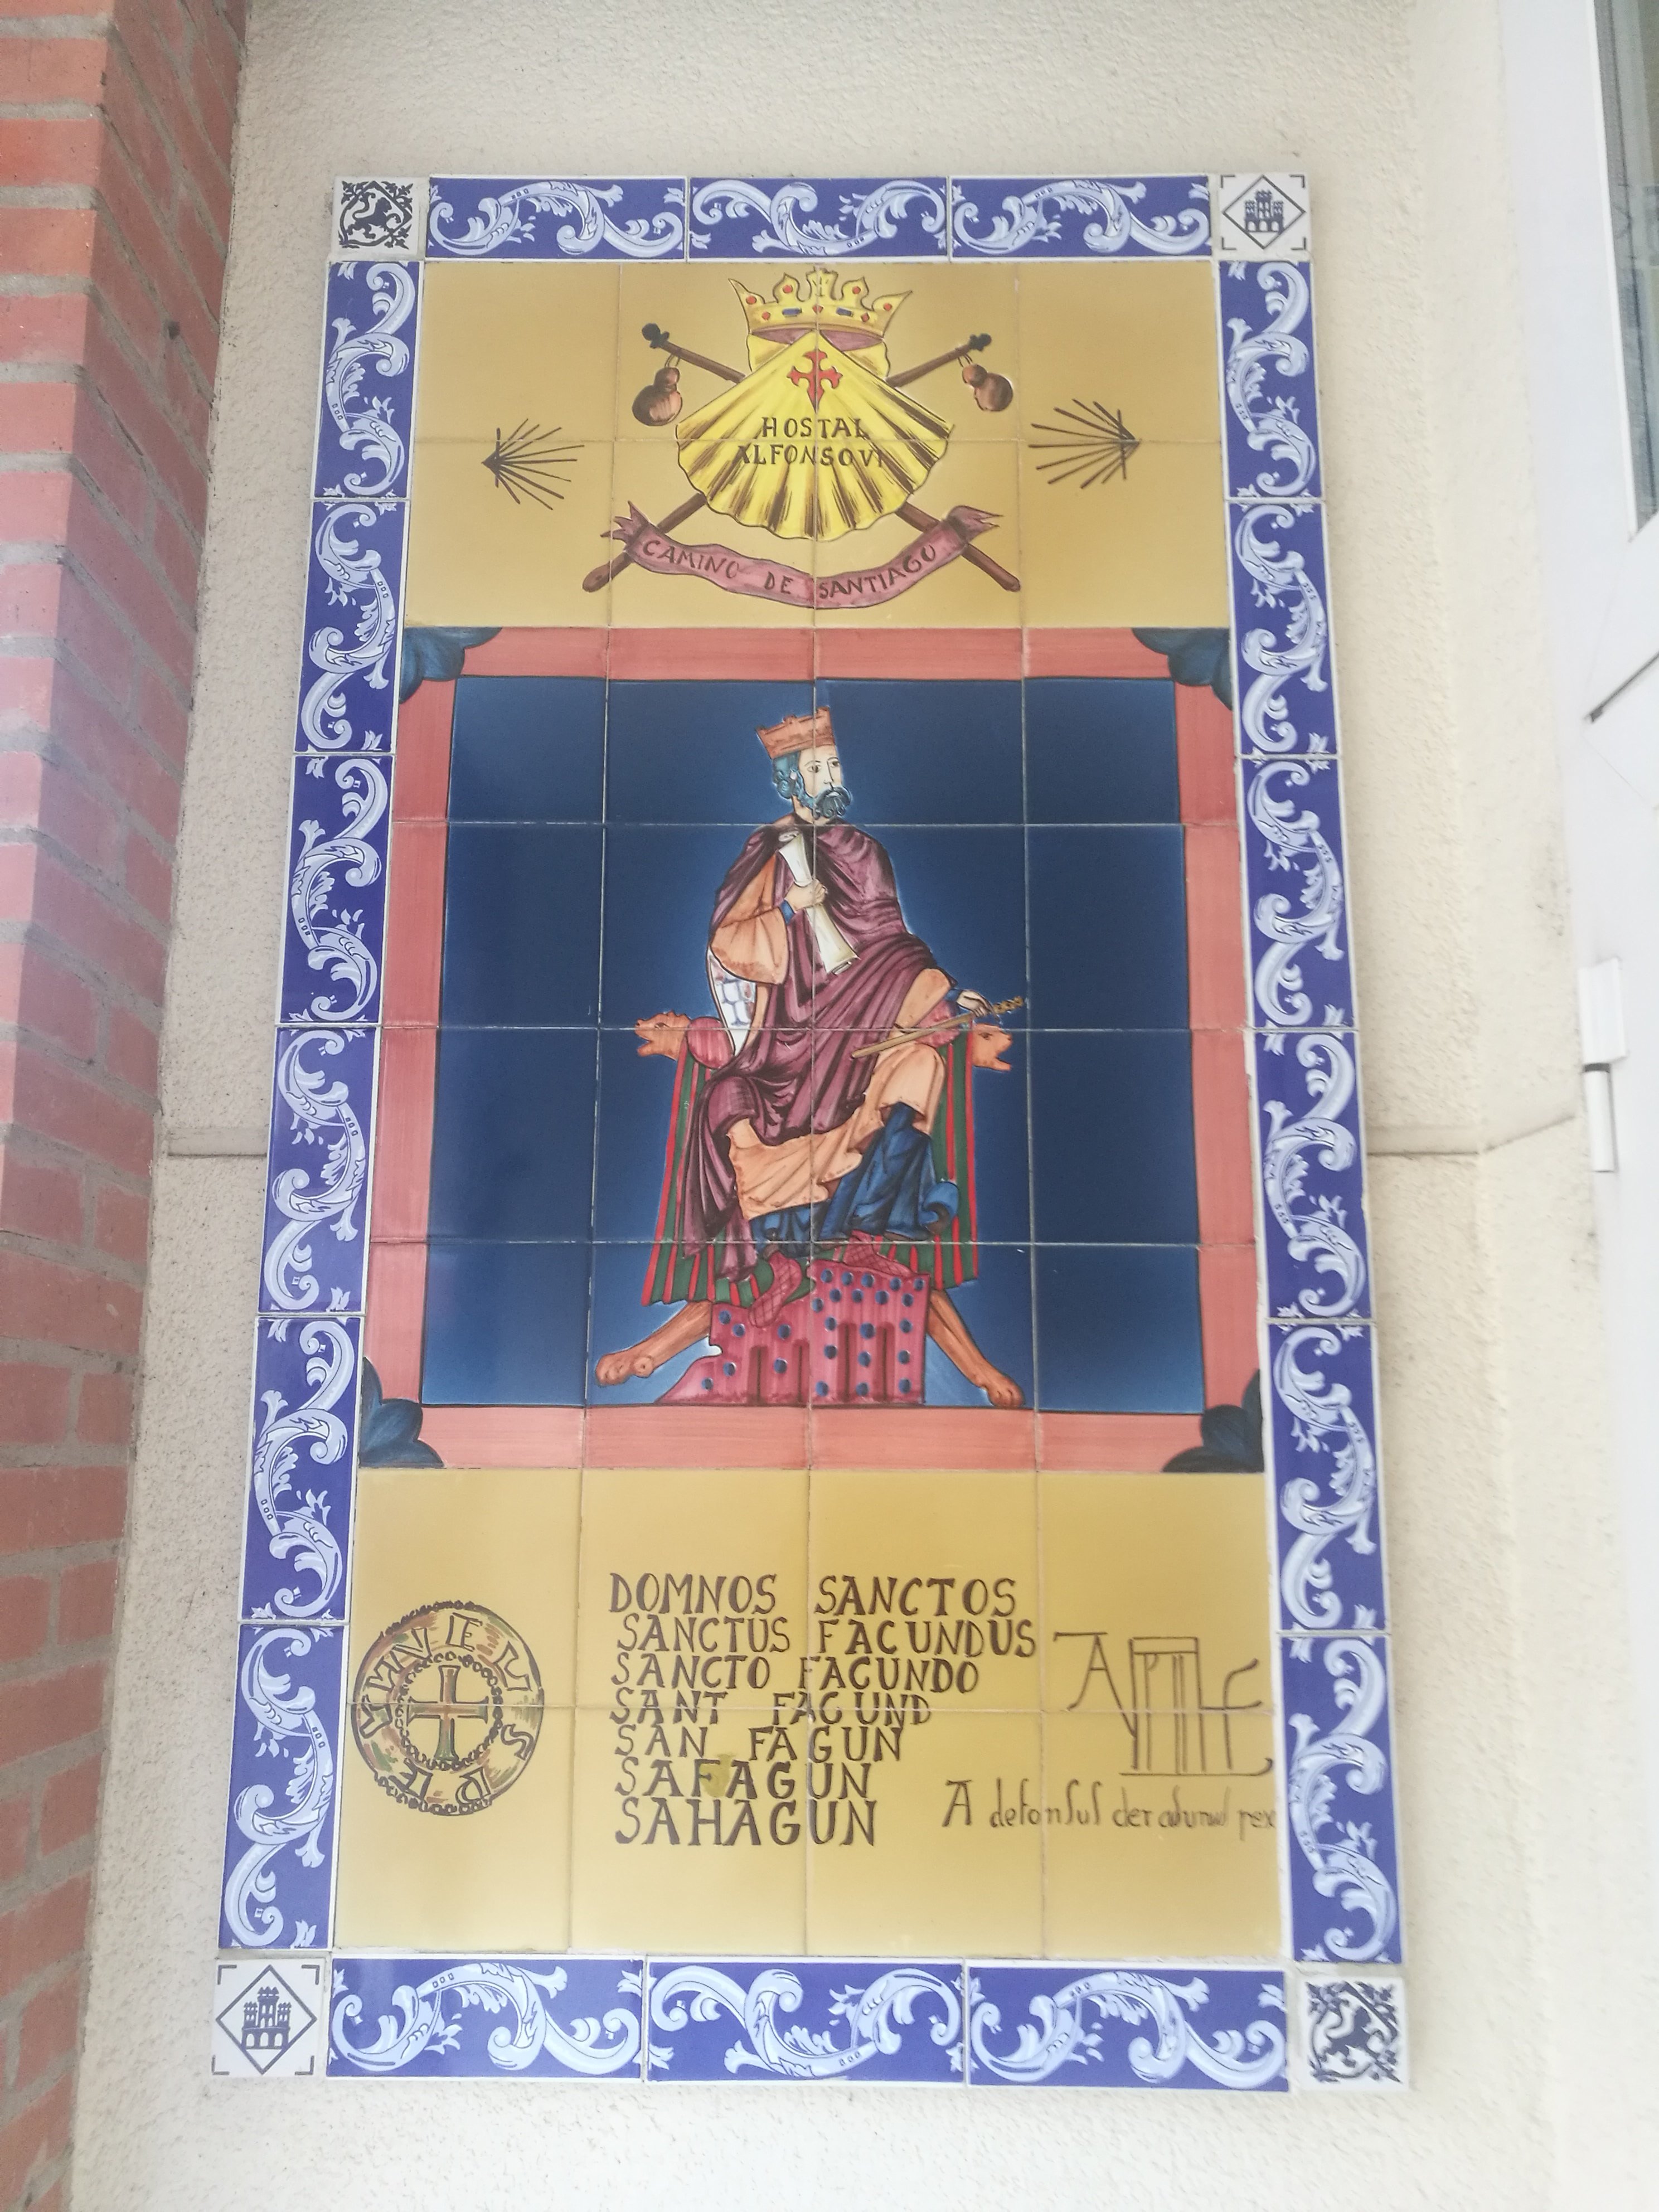 HOSTAL
ALFONSO VI
CAMINO DE SANTIAGO
DOMNOS SANCTOS
SANCTUS FACUNDUS
SANCTO FACUNDO
SANT FAGUND
SAN FAGUN
SAFAGUN
SAHAGUN